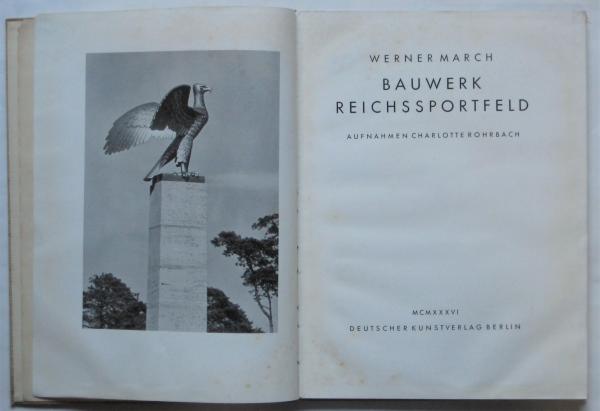 WERNER MARCH
BAUWERK
REICHSSPORTFELD
AUFNAHMEN CHARLOTTE ROHRBACH
MCMXXXVI
DEUTSCHER KUNSTVERLAG BERLIN